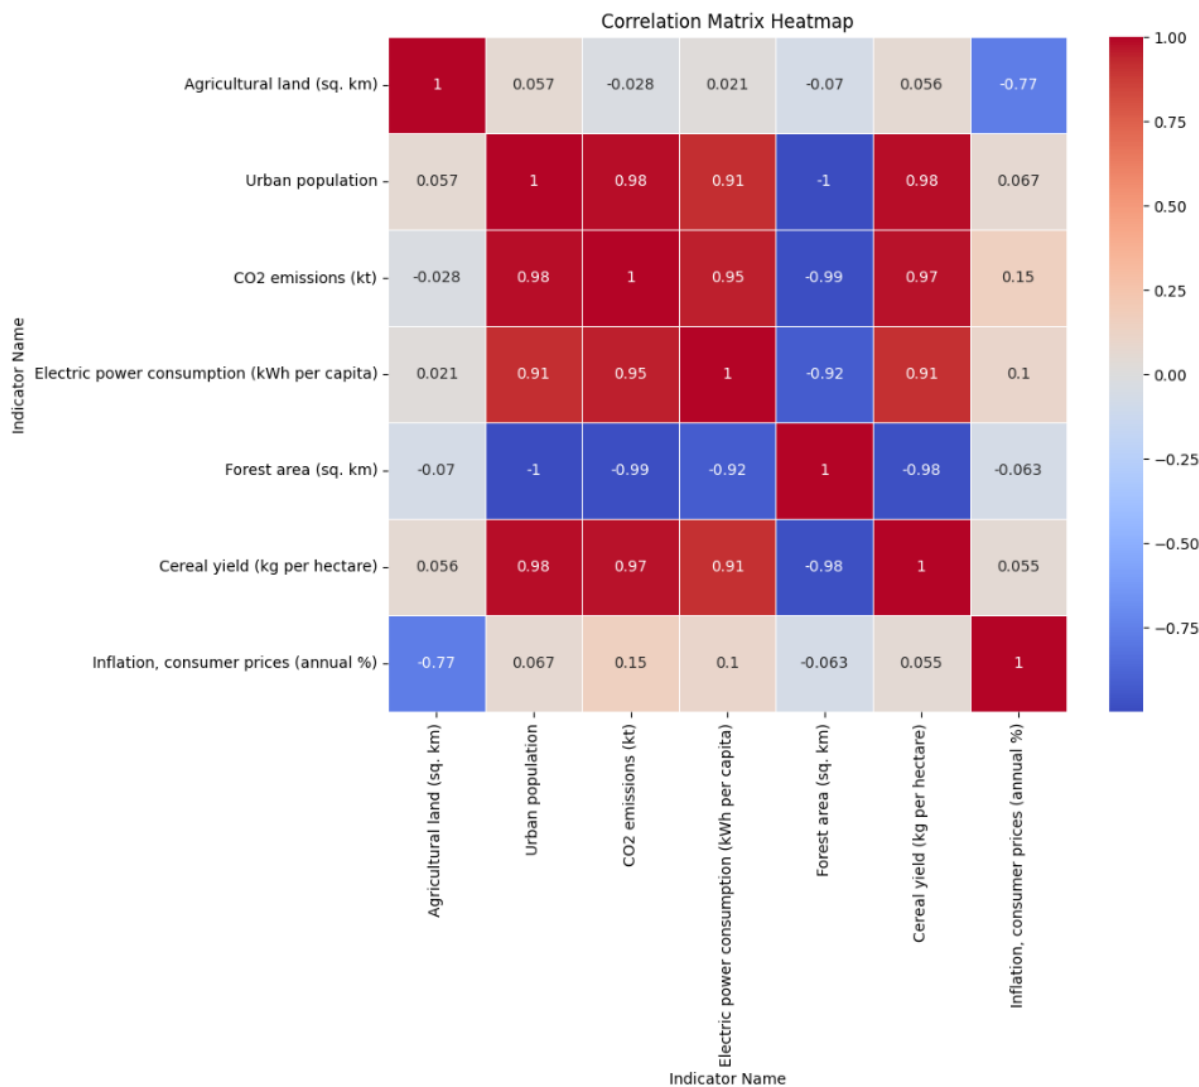 Correlation Matrix Heatmap
Agricultural land (sq. km) 1 0.057 -0.028 0.021 -0.07 0.056 -0.77
Urban population 0.057 1 0.98 0.91 -1 0.98 0.067
CO2 emissions (kt) -0.028 0.98 1 0.95 -0.99 0.97 0.15
Electric power consumption (kWh per capita) 0.021 0.91 0.95 1 -0.92 0.91 0.1
Forest area (sq. km) -0.07 -1 -0.99 -0.92 1 -0.98 -0.063
Cereal yield (kg per hectare) 0.056 0.98 0.97 0.91 -0.98 1 0.055
Inflation, consumer prices (annual %) -0.77 0.067 0.15 0.1 -0.063 0.055 1
Indicator Name
Agricultural land (sq. km)
Urban population
CO2 emissions (kt)
Electric power consumption (kWh per capita)
Forest area (sq. km)
Cereal yield (kg per hectare)
Inflation, consumer prices (annual %)
Indicator Name
1.00
0.75
0.50
0.25
0.00
−0.25
−0.50
−0.75